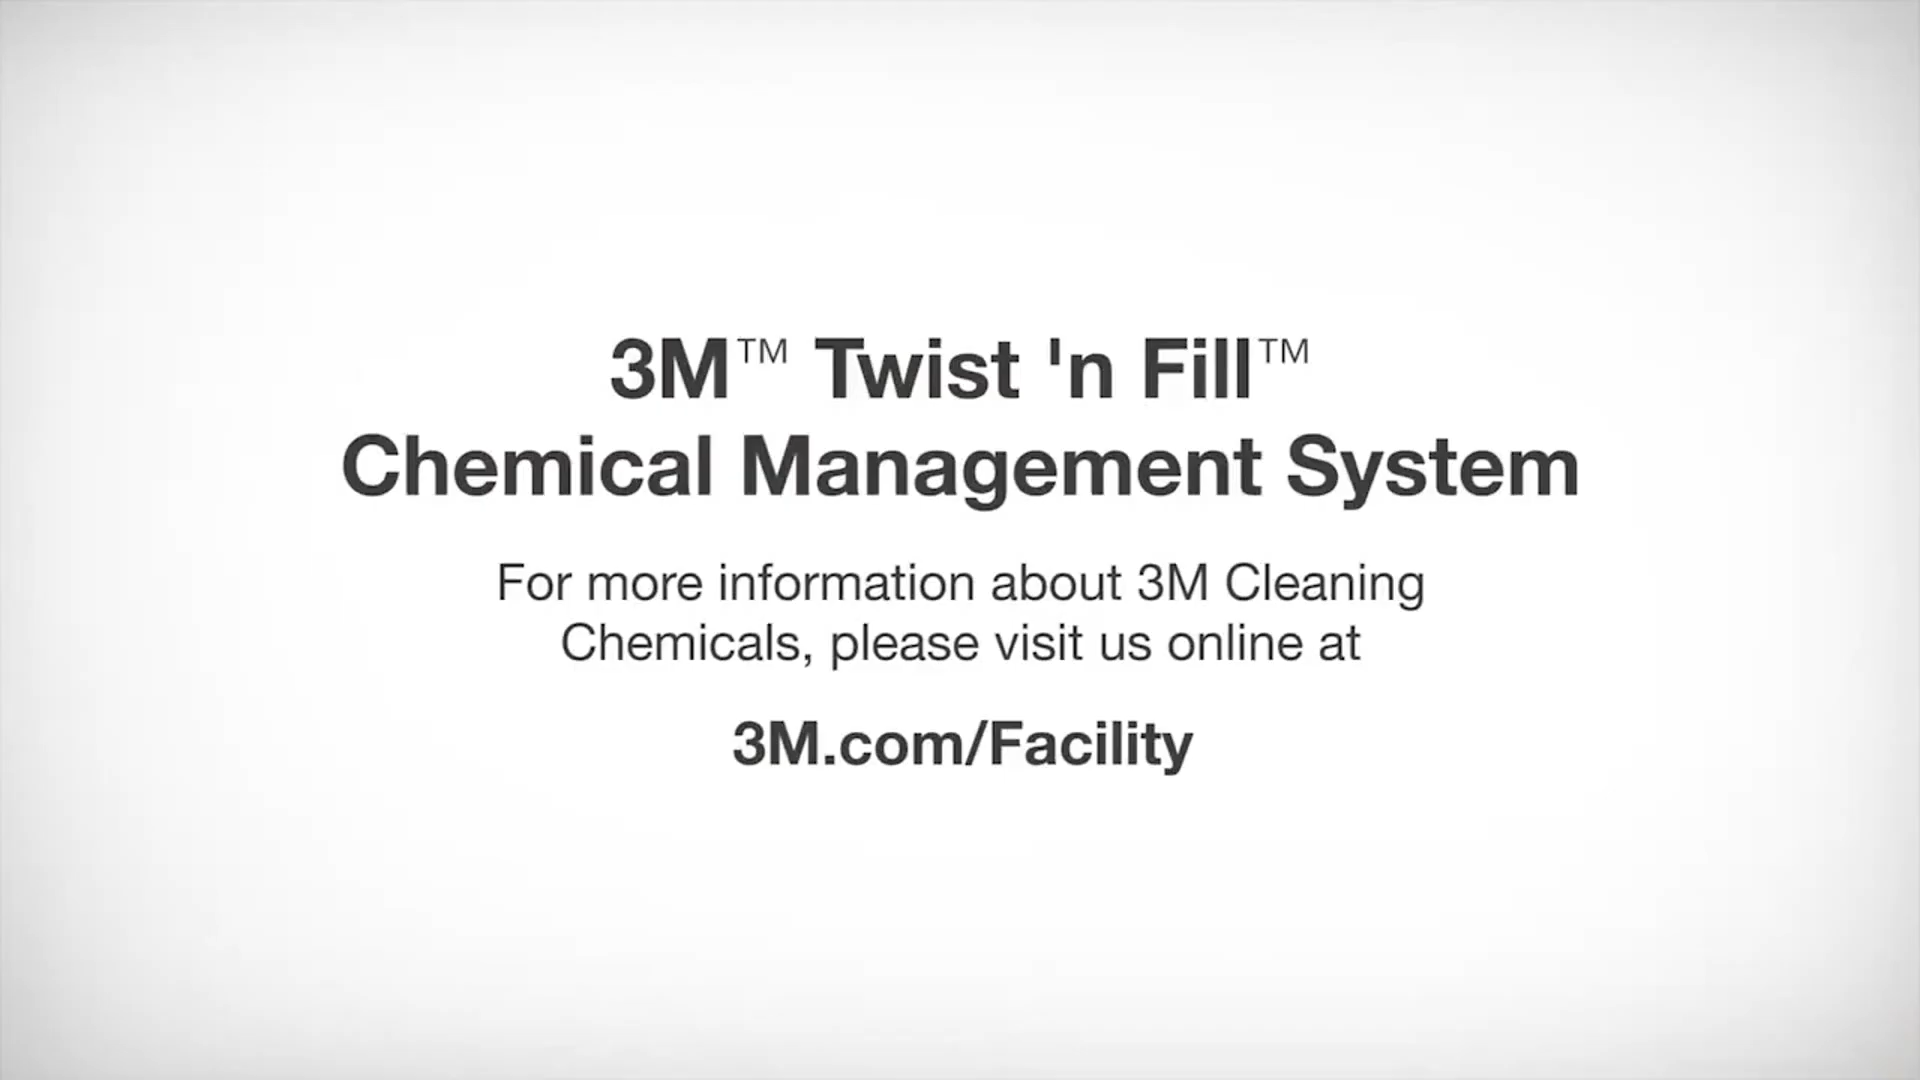 3M™ Twist 'n Fill™
Chemical Management System
For more information about 3M Cleaning
Chemicals, please visit us online at
3M.com/Facility